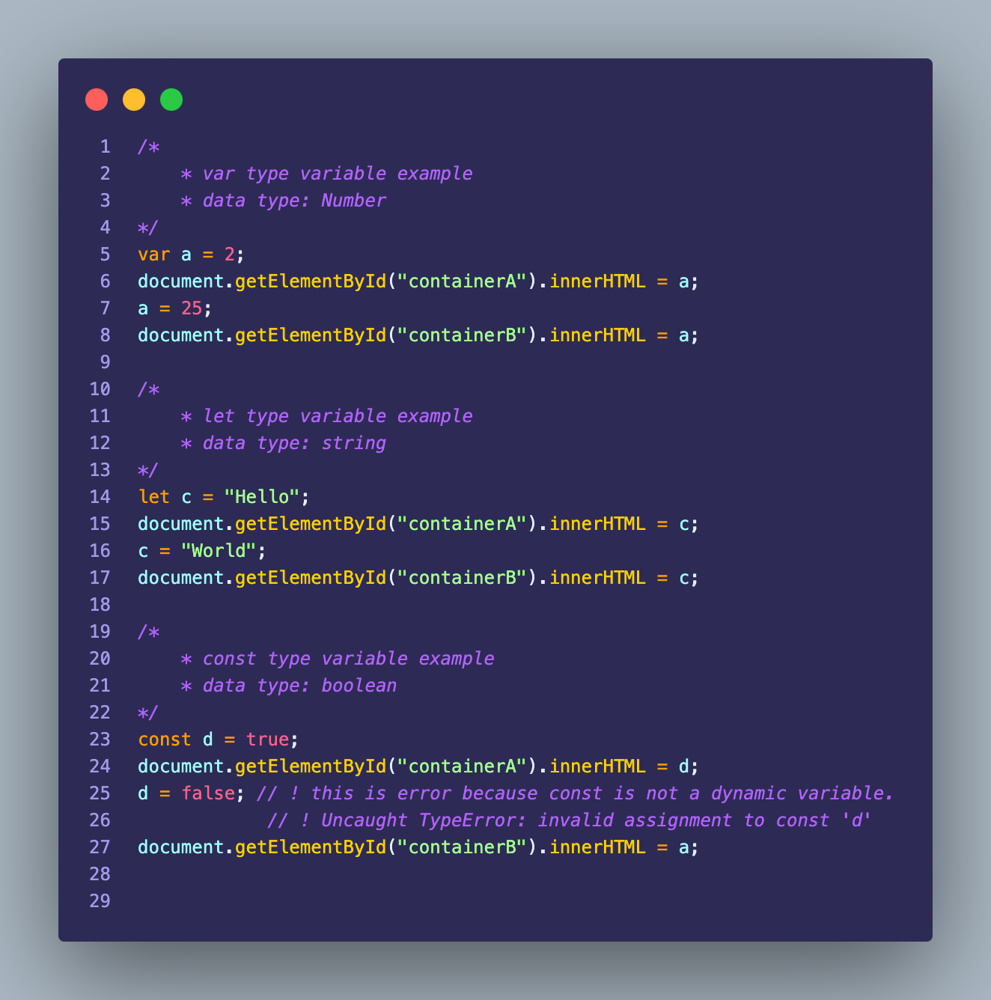 1 /*
2     * var type variable example
3     * data type: Number
4 */
5 var a = 2;
6 document.getElementById("containerA").innerHTML = a;
7 a = 25;
8 document.getElementById("containerB").innerHTML = a;
9
10 /*
11     * let type variable example
12     * data type: string
13 */
14 let c = "Hello";
15 document.getElementById("containerA").innerHTML = c;
16 c = "World";
17 document.getElementById("containerB").innerHTML = c;
18
19 /*
20     * const type variable example
21     * data type: boolean
22 */
23 const d = true;
24 document.getElementById("containerA").innerHTML = d;
25 d = false; // ! this is error because const is not a dynamic variable.
26             // ! Uncaught TypeError: invalid assignment to const 'd'
27 document.getElementById("containerB").innerHTML = a;
28
29